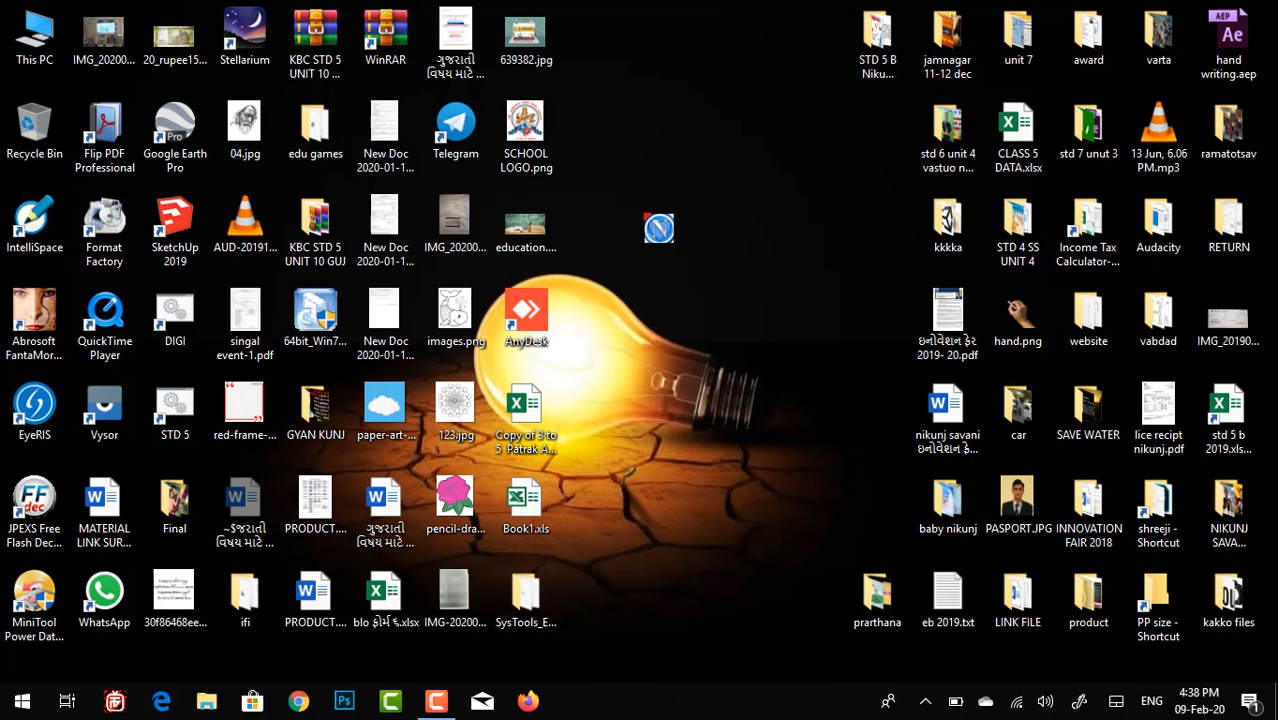 This PC
IMG_20200...
20_rupee15...
Stellarium
KBC STD 5
UNIT 10 ...
WinRAR
ગુજરાતી
વિષય માટે ...
639382.jpg
STD 5 B
Niku...
jamnagar
11-12 dec
unit 7
award
varta
AEP
Ae
hand
writing.aep
Recycle Bin
Flip PDF
Professional
Pro
Google Earth
Pro
04.jpg
edu games
New Doc
2020-01-1...
Telegram
SCHOOL
LOGO.png
std 6 unit 4
vastuo n...
CLASS 5
DATA.xlsx
std 7 unut 3
13 Jun, 6.06
PM.mp3
ramatotsav
IntelliSpace
Format
Factory
SketchUp
2019
AUD-20191...
KBC STD 5
UNIT 10 GUJ
New Doc
2020-01-1...
IMG_20200...
education....
kkkka
STD 4 SS
UNIT 4
Income Tax
Calculator-...
Audacity
RETURN
Abrosoft
FantaMor...
QuickTime
Player
DIGI
singal
event-1.pdf
64bit_Win7...
New Doc
2020-01-1...
images.png
AnyDesk
ઇનોવેશન ફેર
2019- 20.pdf
hand.png
website
vabdad
IMG_20190...
EyeRIS
Vysor
STD 5
red-frame-...
GYAN KUNJ
paper-art-...
123.jpg
Copy of 3 to
5 Patrak A...
nikunj savani
ઇનોવેશન ફે...
car
SAVE WATER
lice recipt
nikunj.pdf
std 5 b
2019.xls...
FF
dec
JPEXS Free
Flash Dec...
MATERIAL
LINK SUR...
Final
~$જરાતી
વિષય માટે ...
PRODUCT....
ગુજરાતી
વિષય માટે ...
pencil-dra...
Book1.xls
baby nikunj
PASPORT.JPG
INNOVATION
FAIR 2018
shreeji -
Shortcut
NIKUNJ
SAVA...
MiniTool
Power Dat...
WhatsApp
30f86468ee...
ifi
PRODUCT....
blo ફોર્મ ૬.xlsx
IMG-20200...
SysTools_E...
prarthana
eb 2019.txt
LINK FILE
product
PP size -
Shortcut
kakko files
Ps
ENG
4:38 PM
09-Feb-20
1